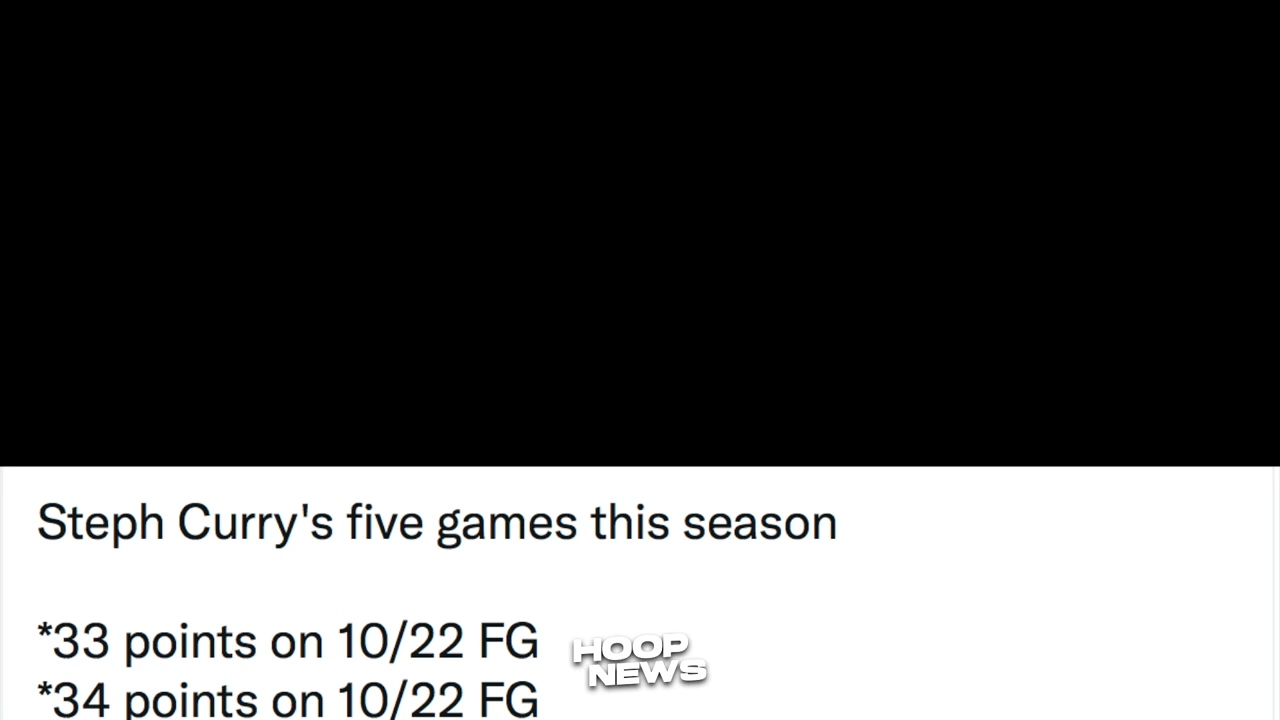 Steph Curry's five games this season
*33 points on 10/22 FG
HOOP
NEWS
*34 points on 10/22 FG